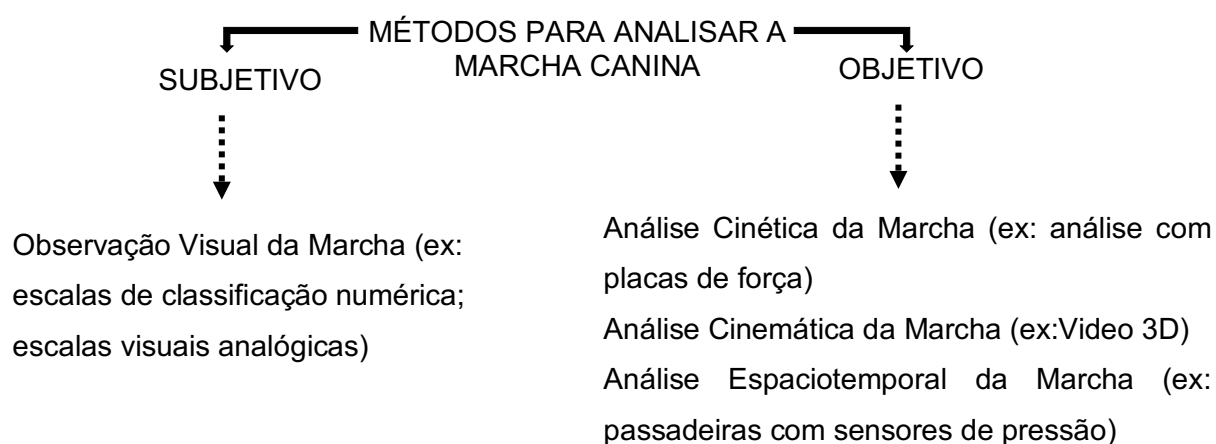 MÉTODOS PARA ANALISAR A
MARCHA CANINA
SUBJETIVO
OBJETIVO
Observação Visual da Marcha (ex:
escalas de classificação numérica;
escalas visuais analógicas)
Análise Cinética da Marcha (ex: análise com
placas de força)
Análise Cinemática da Marcha (ex:Video 3D)
Análise Espaciotemporal da Marcha (ex:
passadeiras com sensores de pressão)